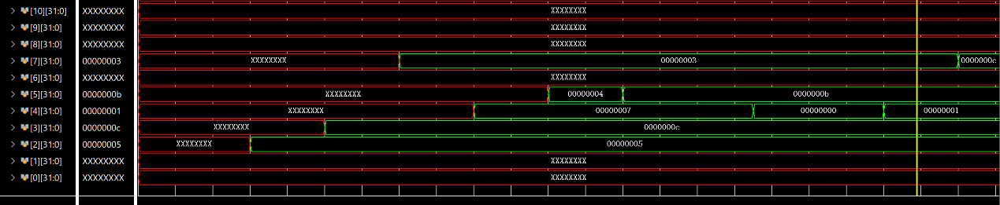 [10][31:0] XXXXXXXX XXXXXXXX
[9][31:0] XXXXXXXX XXXXXXXX
[8][31:0] XXXXXXXX XXXXXXXX
[7][31:0] 00000003 XXXXXXXX 00000003 0000000c
[6][31:0] XXXXXXXX XXXXXXXX
[5][31:0] 0000000b XXXXXXXX 00000004 0000000b
[4][31:0] 00000001 XXXXXXXX 00000007 00000000 00000001
[3][31:0] 0000000c XXXXXXXX 0000000c
[2][31:0] 00000005 XXXXXXXX 00000005
[1][31:0] XXXXXXXX XXXXXXXX
[0][31:0] XXXXXXXX XXXXXXXX